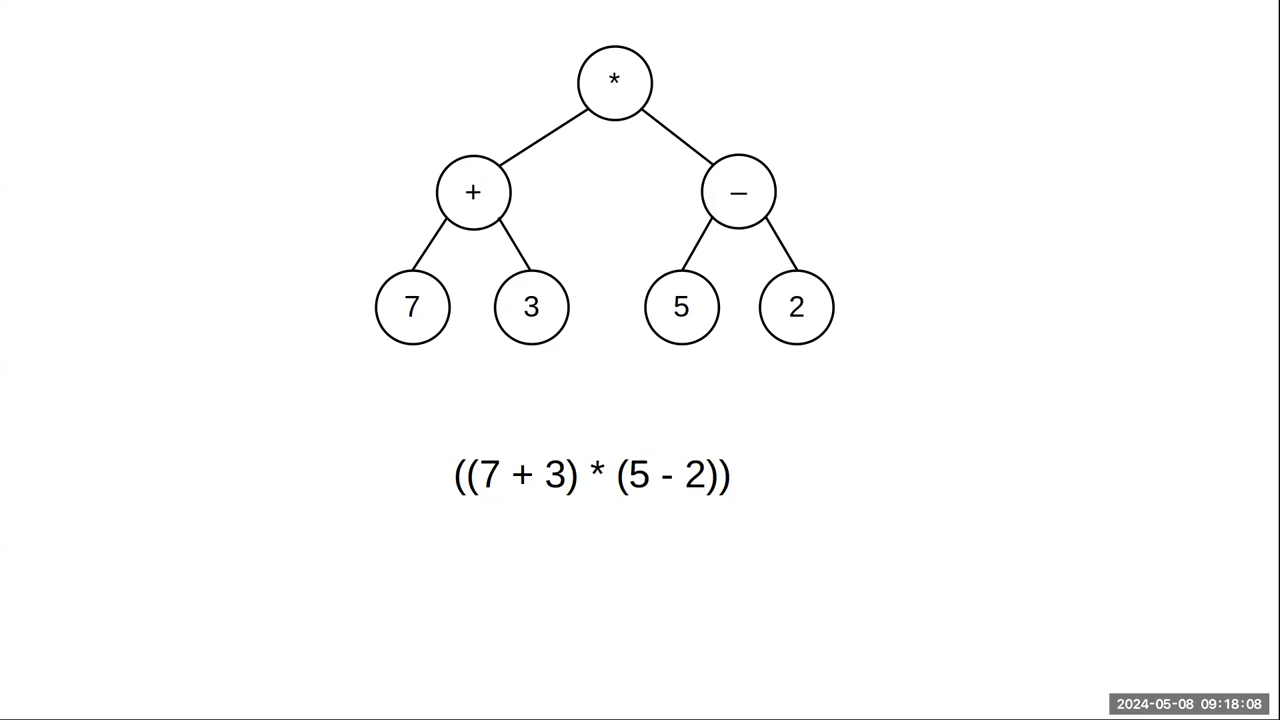 *
+ –
7 3 5 2
((7 + 3) * (5 - 2))
2024-05-08 09:18:08